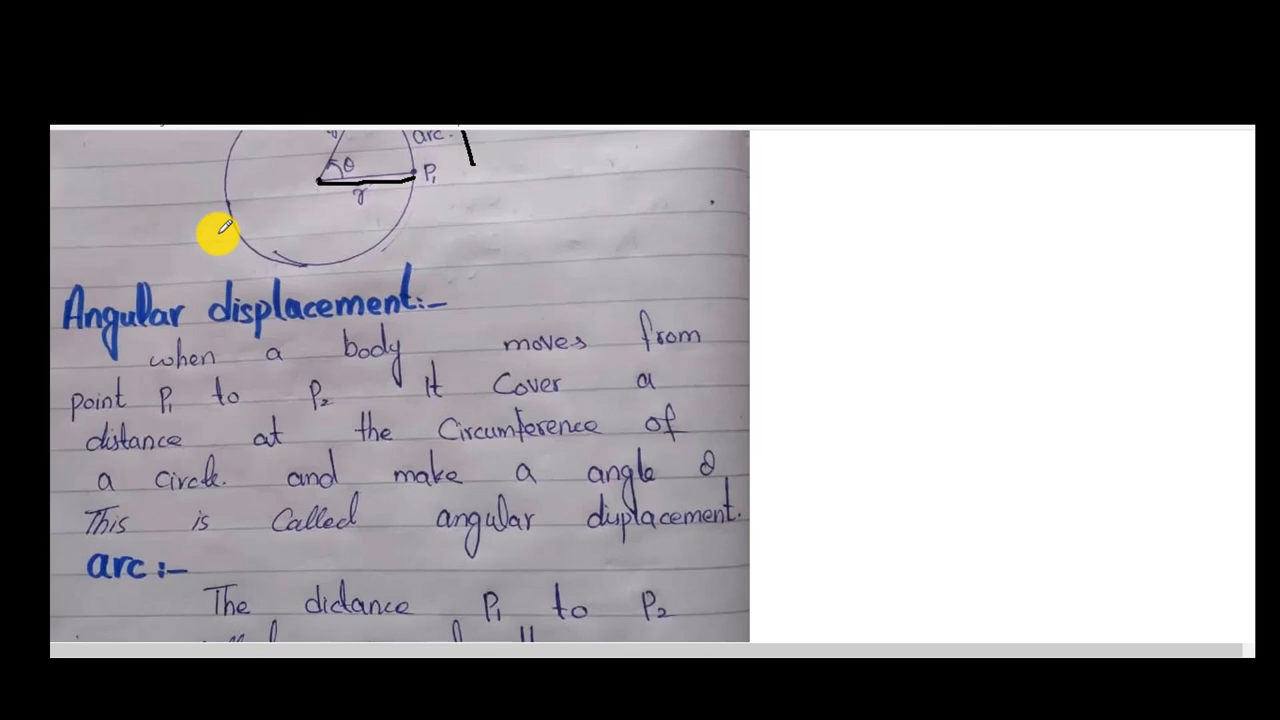 arc.
θ
P₁
r
Angular displacement:-
when a body moves from
point P₁ to P₂ it Cover a
distance at the Circumference of
a circle. and make a angle θ
This is Called angular displacement.
arc :-
The dictance P₁ to P₂